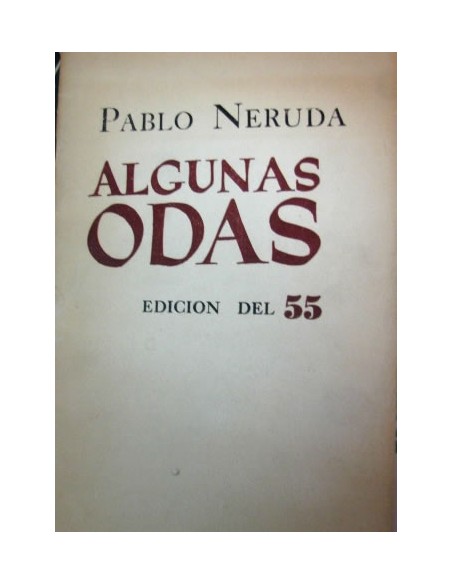 PABLO NERUDA
ALGUNAS
ODAS
EDICION DEL 55